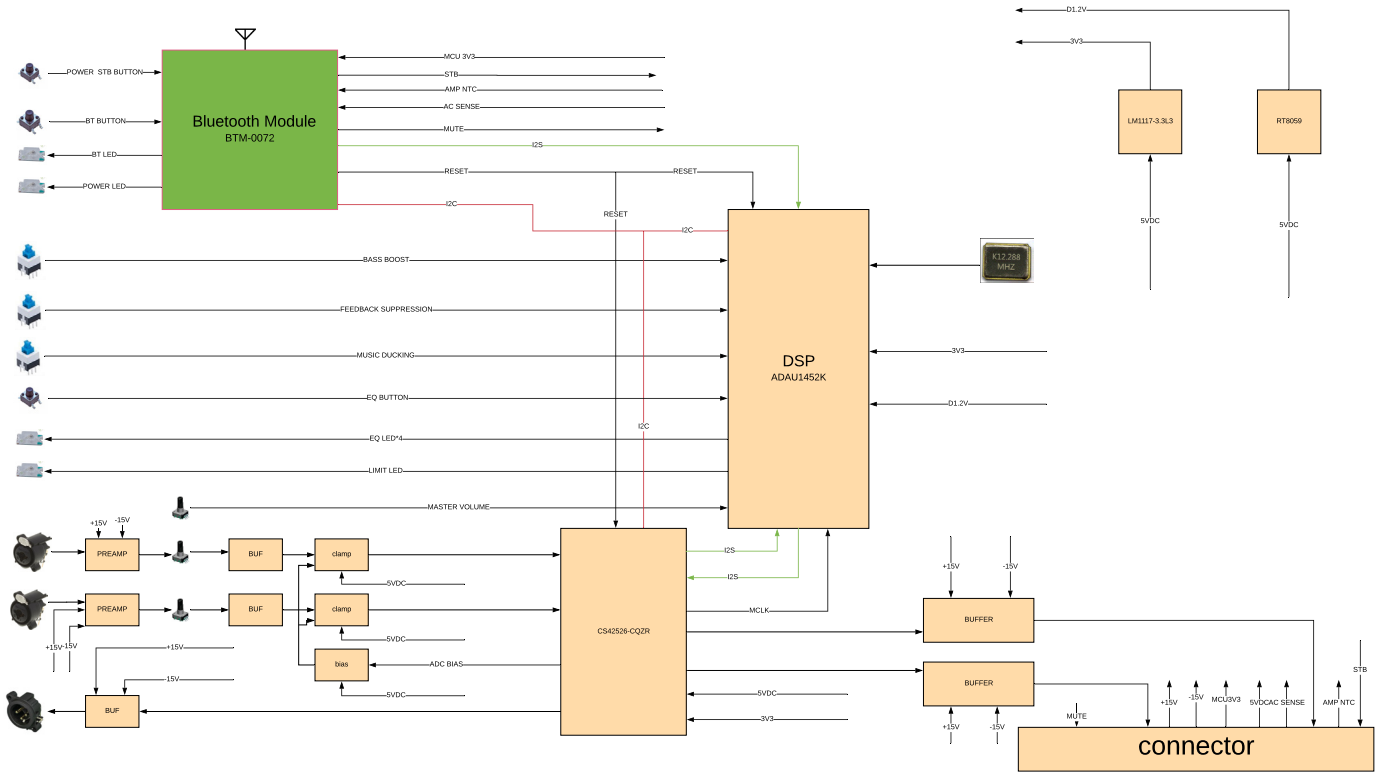 D1.2V
3V3
MCU 3V3
POWER  STB BUTTON
STB
AMP NTC
AC SENSE
Bluetooth Module
BTM-0072
BT BUTTON
MUTE
LM1117-3.3L3
RT8059
I2S
BT LED
RESET
RESET
POWER LED
I2C
RESET
5VDC
5VDC
I2C
BASS BOOST
K12.288
MHZ
FEEDBACK SUPPRESSION
MUSIC DUCKING
3V3
DSP
ADAU1452K
EQ BUTTON
D1.2V
I2C
EQ LED*4
LIMIT LED
MASTER VOLUME
+15V
-15V
PREAMP
BUF
clamp
I2S
5VDC
I2S
+15V
-15V
PREAMP
BUF
clamp
MCLK
BUFFER
CS42526-CQZR
5VDC
+15V
-15V
+15V
bias
ADC BIAS
STB
-15V
BUFFER
5VDC
5VDC
BUF
3V3
+15V
-15V
MUTE
+15V
-15V
MCU3V3
5VDC
AC SENSE
AMP NTC
connector